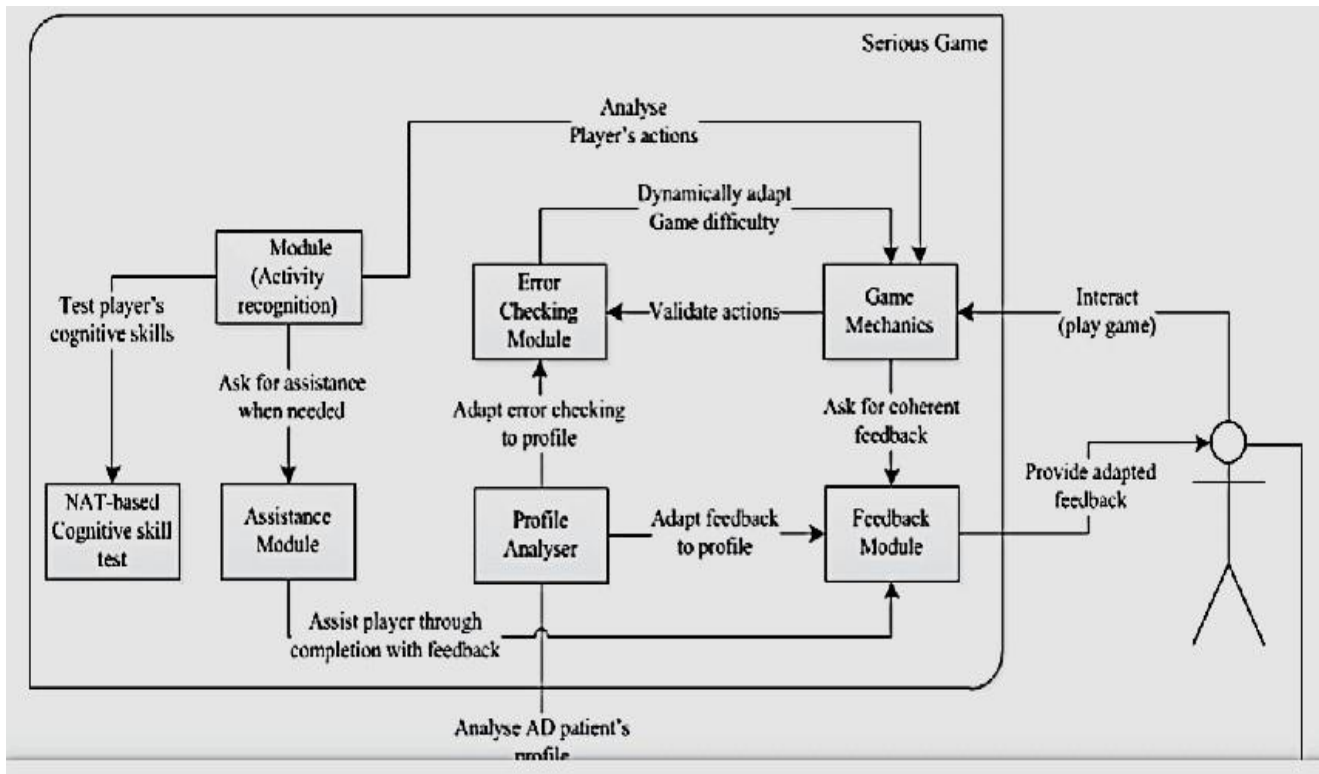 Serious Game
Analyse
Player's actions
Dynamically adapt
Game difficulty
Module
(Activity
recognition)
Error
Checking
Module
Validate actions
Game
Mechanics
Interact
(play game)
Test player's
cognitive skills
Ask for assistance
when needed
Adapt error checking
to profile
Ask for coherent
feedback
Provide adapted
feedback
NAT-based
Cognitive skill
test
Assistance
Module
Profile
Analyser
Adapt feedback
to profile
Feedback
Module
Assist player through
completion with feedback
Analyse AD patient's
profile